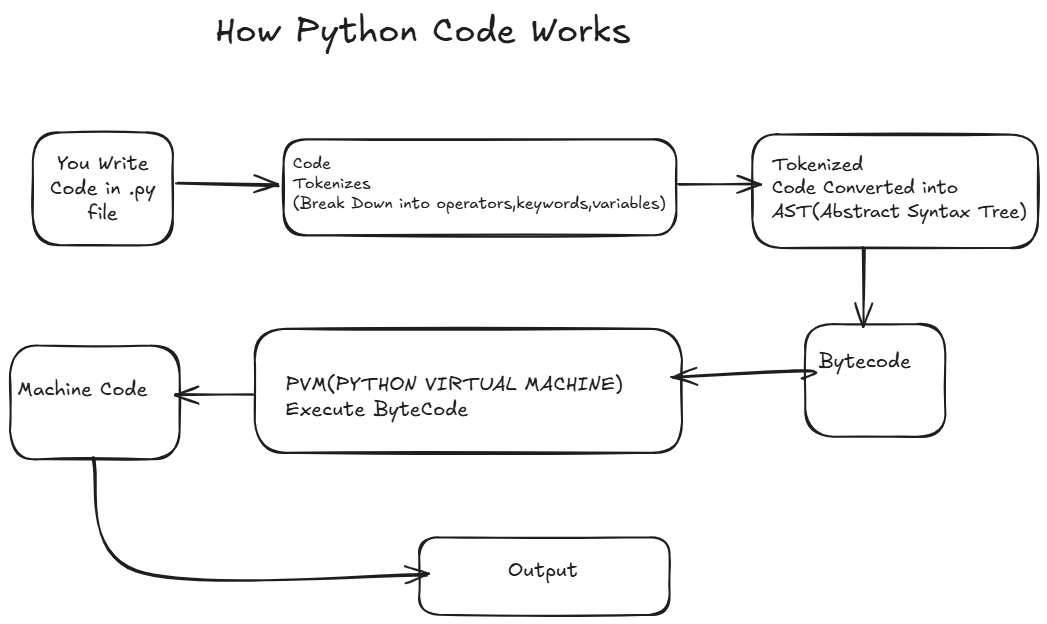 How Python Code Works
You Write
Code in .py
file
Code
Tokenizes
(Break Down into operators,keywords,variables)
Tokenized
Code Converted into
AST(Abstract Syntax Tree)
Bytecode
PVM(PYTHON VIRTUAL MACHINE)
Execute ByteCode
Machine Code
Output